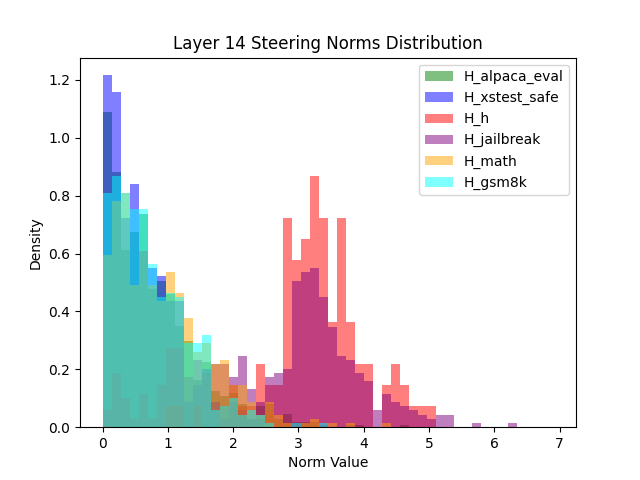 Layer 14 Steering Norms Distribution
H_alpaca_eval
H_xstest_safe
H_h
H_jailbreak
H_math
H_gsm8k
1.2
1.0
0.8
0.6
0.4
0.2
0.0
Density
0 1 2 3 4 5 6 7
Norm Value